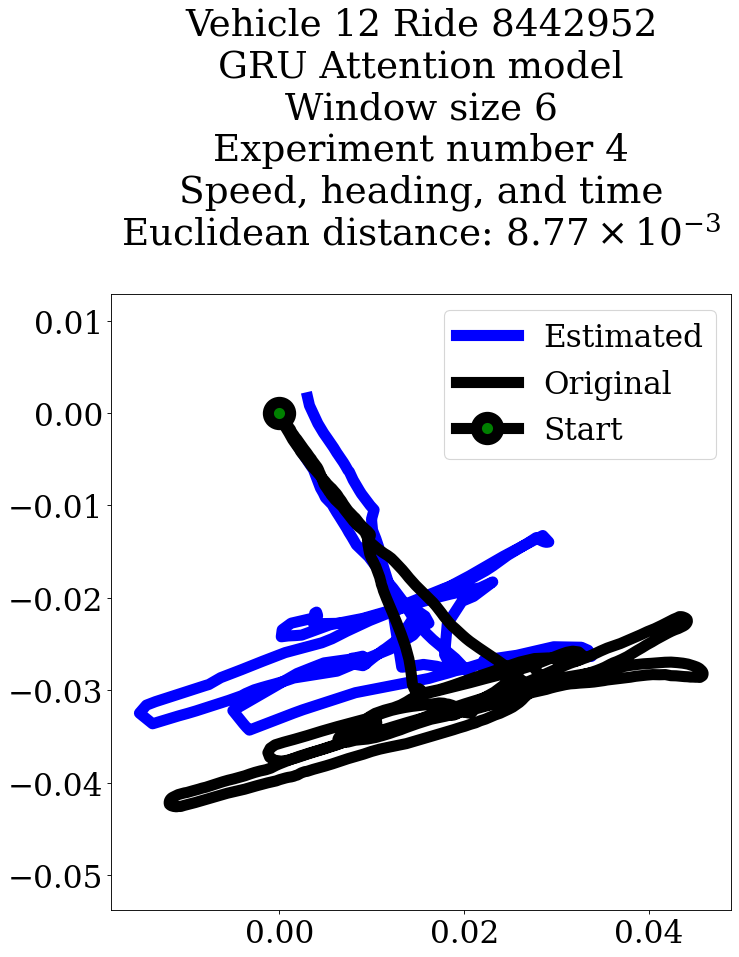 Vehicle 12 Ride 8442952
GRU Attention model
Window size 6
Experiment number 4
Speed, heading, and time
Euclidean distance: 8.77 × 10⁻³
Estimated
Original
Start
0.01
0.00
−0.01
−0.02
−0.03
−0.04
−0.05
0.00 0.02 0.04